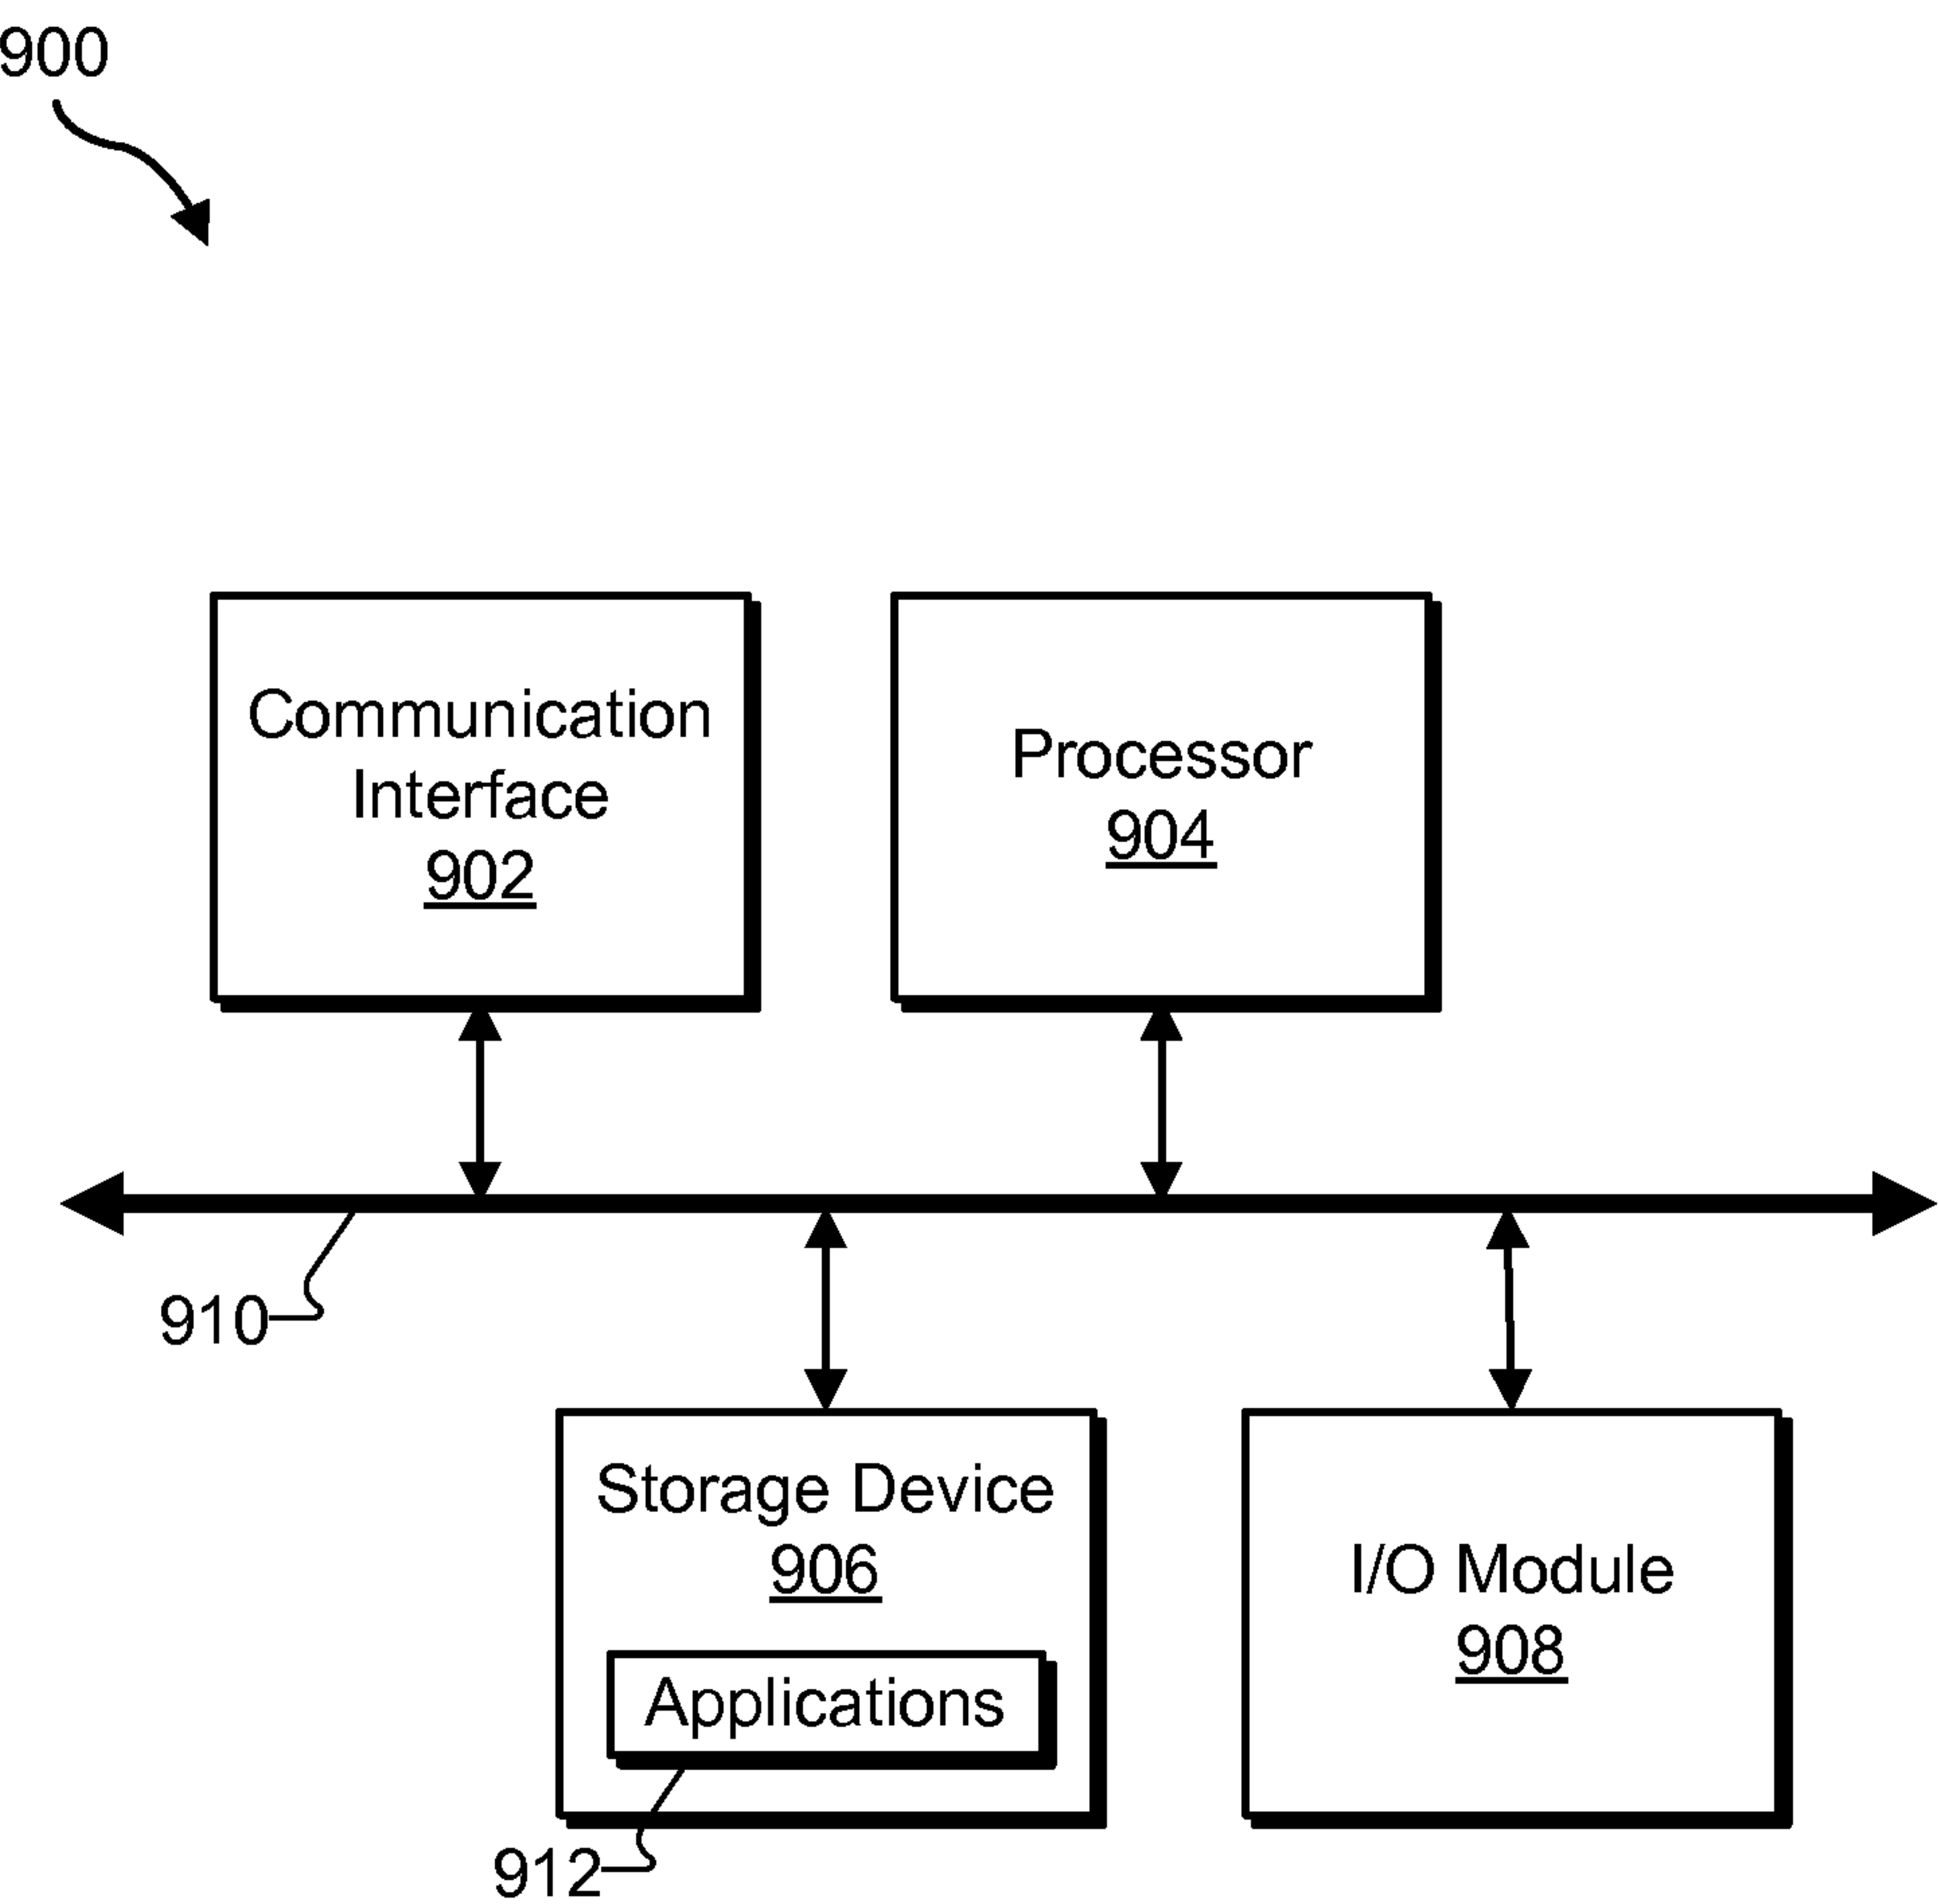 900
Communication
Interface
902
Processor
904
910
Storage Device
906
Applications
912
I/O Module
908